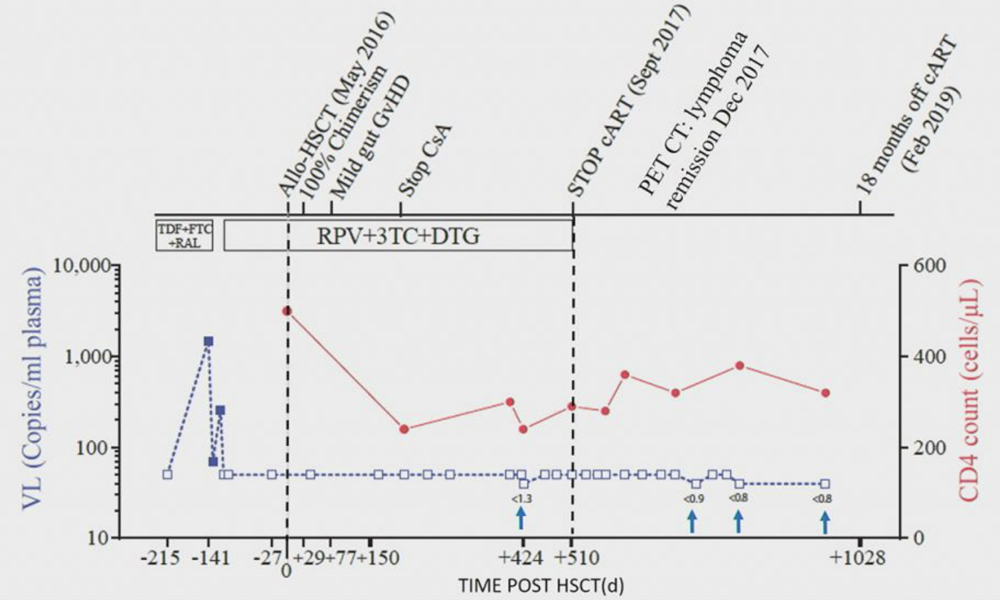 Allo-HSCT (May 2016)
100% Chimerism
Mild gut GvHD
Stop CsA
STOP cART (Sept 2017)
PET CT: lymphoma
remission Dec 2017
18 months off cART
(Feb 2019)
TDF+FTC
+RAL
RPV+3TC+DTG
VL (Copies/ml plasma)
10,000
1,000
100
10
CD4 count (cells/μL)
600
400
200
0
<1.3
<0.9
<0.8
<0.8
-215 -141 -27 +29+77+150 +424 +510 +1028
0
TIME POST HSCT(d)